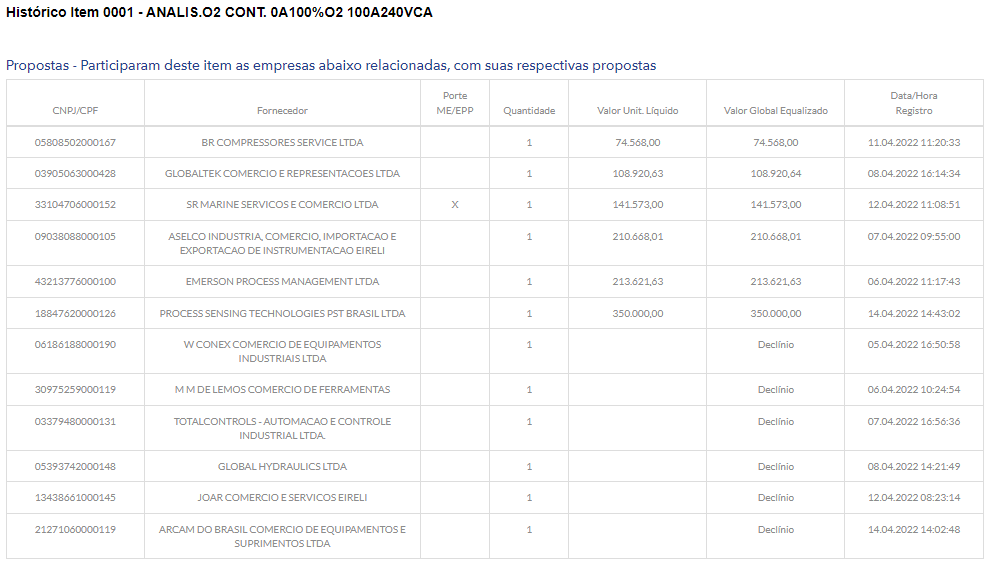 Histórico Item 0001 - ANALIS.O2 CONT. 0A100%O2 100A240VCA
Propostas - Participaram deste item as empresas abaixo relacionadas, com suas respectivas propostas
CNPJ/CPF Fornecedor Porte ME/EPP Quantidade Valor Unit. Líquido Valor Global Equalizado Data/Hora Registro
05808502000167 BR COMPRESSORES SERVICE LTDA 1 74.568,00 74.568,00 11.04.2022 11:20:33
03905063000428 GLOBALTEK COMERCIO E REPRESENTACOES LTDA 1 108.920,63 108.920,64 08.04.2022 16:14:34
33104706000152 SR MARINE SERVICOS E COMERCIO LTDA X 1 141.573,00 141.573,00 12.04.2022 11:08:51
09038088000105 ASELCO INDUSTRIA, COMERCIO, IMPORTACAO E
EXPORTACAO DE INSTRUMENTACAO EIRELI 1 210.668,01 210.668,01 07.04.2022 09:55:00
43213776000100 EMERSON PROCESS MANAGEMENT LTDA 1 213.621,63 213.621,63 06.04.2022 11:17:43
18847620000126 PROCESS SENSING TECHNOLOGIES PST BRASIL LTDA 1 350.000,00 350.000,00 14.04.2022 14:43:02
06186188000190 W CONEX COMERCIO DE EQUIPAMENTOS
INDUSTRIAIS LTDA 1 Declínio 05.04.2022 16:50:58
30975259000119 M M DE LEMOS COMERCIO DE FERRAMENTAS 1 Declínio 06.04.2022 10:24:54
03379480000131 TOTALCONTROLS - AUTOMACAO E CONTROLE
INDUSTRIAL LTDA. 1 Declínio 07.04.2022 16:56:36
05393742000148 GLOBAL HYDRAULICS LTDA 1 Declínio 08.04.2022 14:21:49
13438661000145 JOAR COMERCIO E SERVICOS EIRELI 1 Declínio 12.04.2022 08:23:14
21271060000119 ARCAM DO BRASIL COMERCIO DE EQUIPAMENTOS E
SUPRIMENTOS LTDA 1 Declínio 14.04.2022 14:02:48